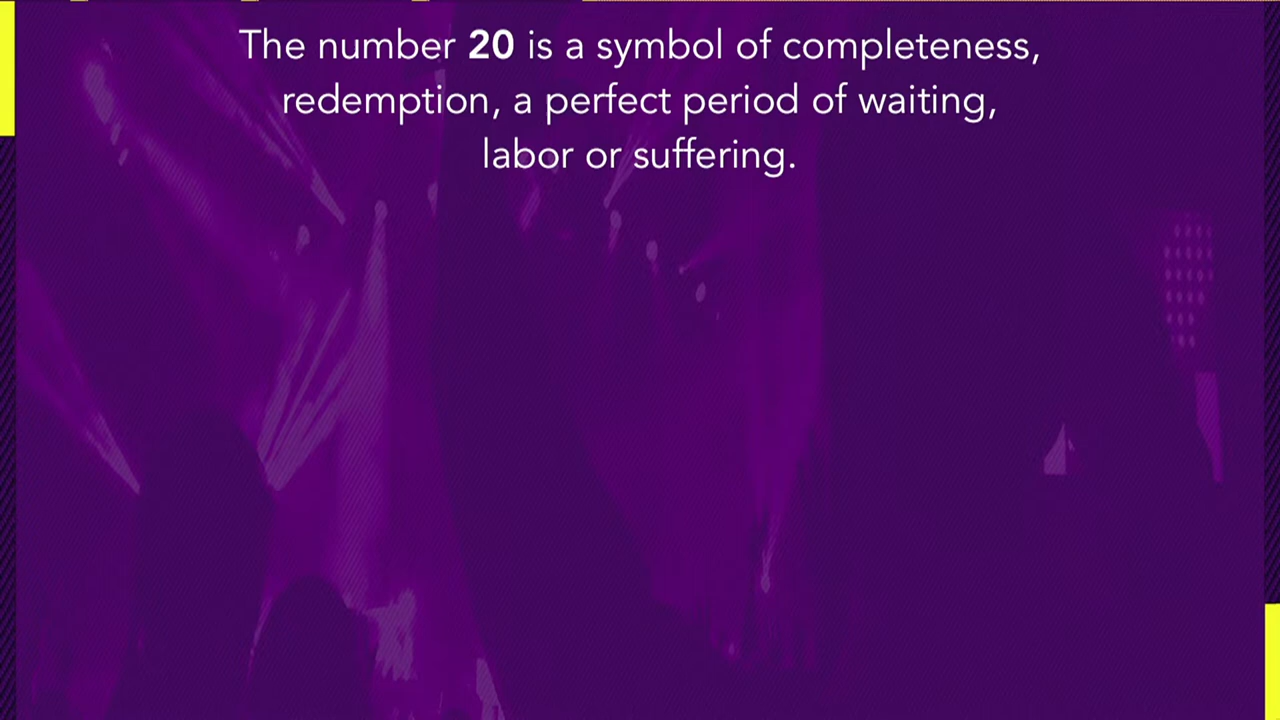 The number 20 is a symbol of completeness,
redemption, a perfect period of waiting,
labor or suffering.